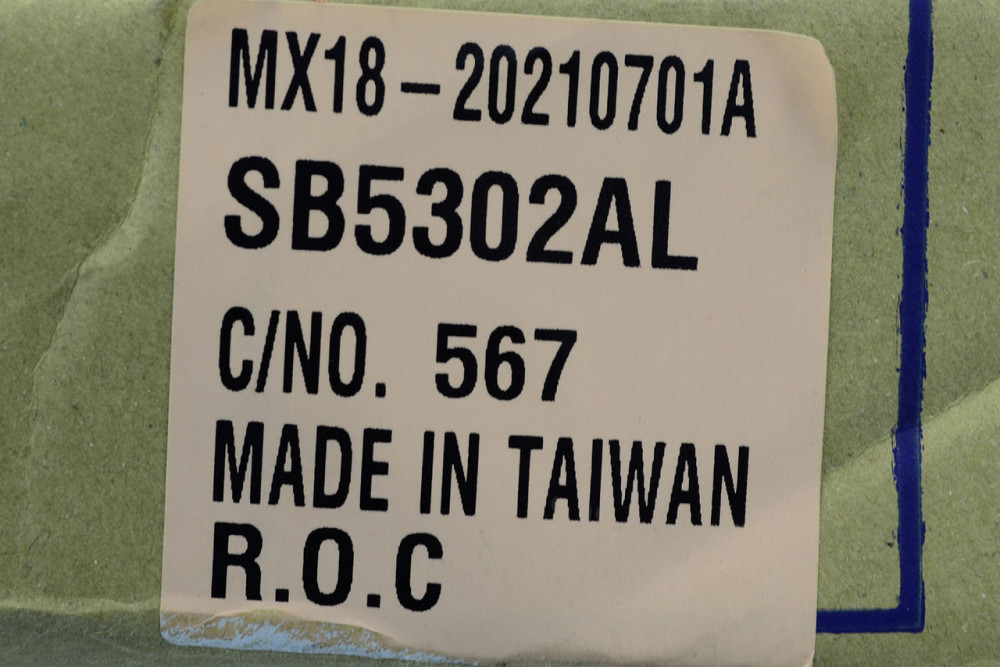 MX18-20210701A
SB5302AL
C/NO. 567
MADE IN TAIWAN
R.O.C